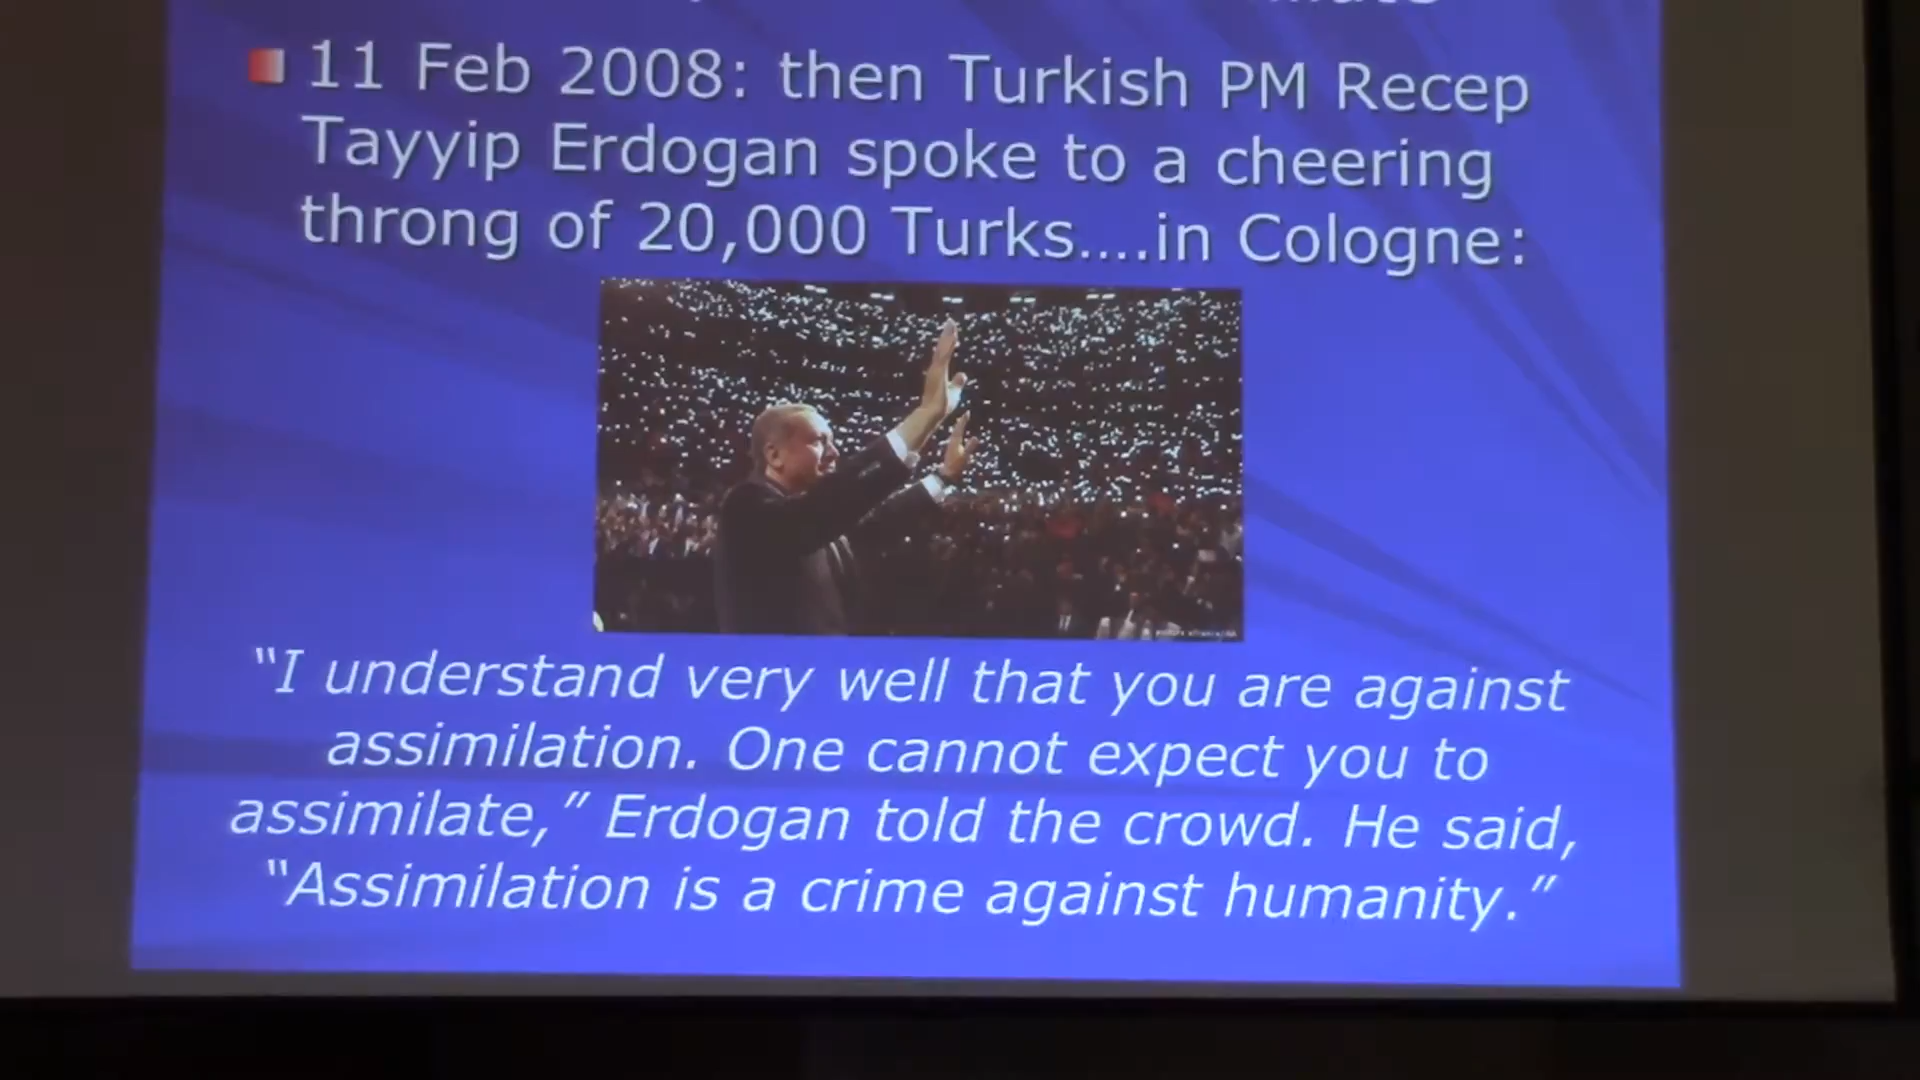 11 Feb 2008: then Turkish PM Recep
Tayyip Erdogan spoke to a cheering
throng of 20,000 Turks....in Cologne:
“I understand very well that you are against
assimilation. One cannot expect you to
assimilate,” Erdogan told the crowd. He said,
“Assimilation is a crime against humanity.”